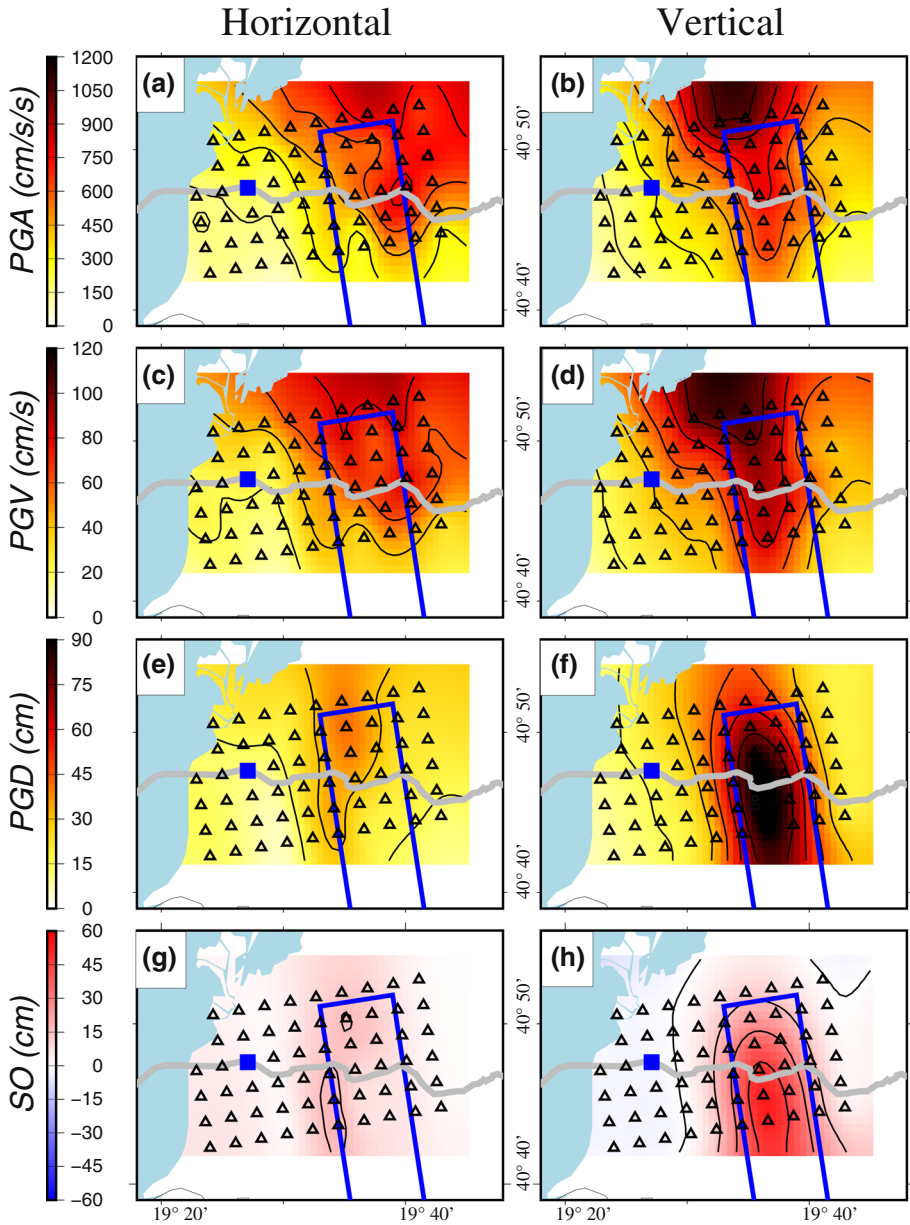 Horizontal Vertical
PGA (cm/s/s)
1200
1050
900
750
600
450
300
150
0
(a)
(b)
40° 50'
40° 40'
PGV (cm/s)
120
100
80
60
40
20
0
(c)
(d)
40° 50'
40° 40'
PGD (cm)
90
75
60
45
30
15
0
(e)
(f)
40° 50'
40° 40'
SO (cm)
60
45
30
15
0
−15
−30
−45
−60
(g)
(h)
40° 50'
40° 40'
19° 20' 19° 40' 19° 20' 19° 40'